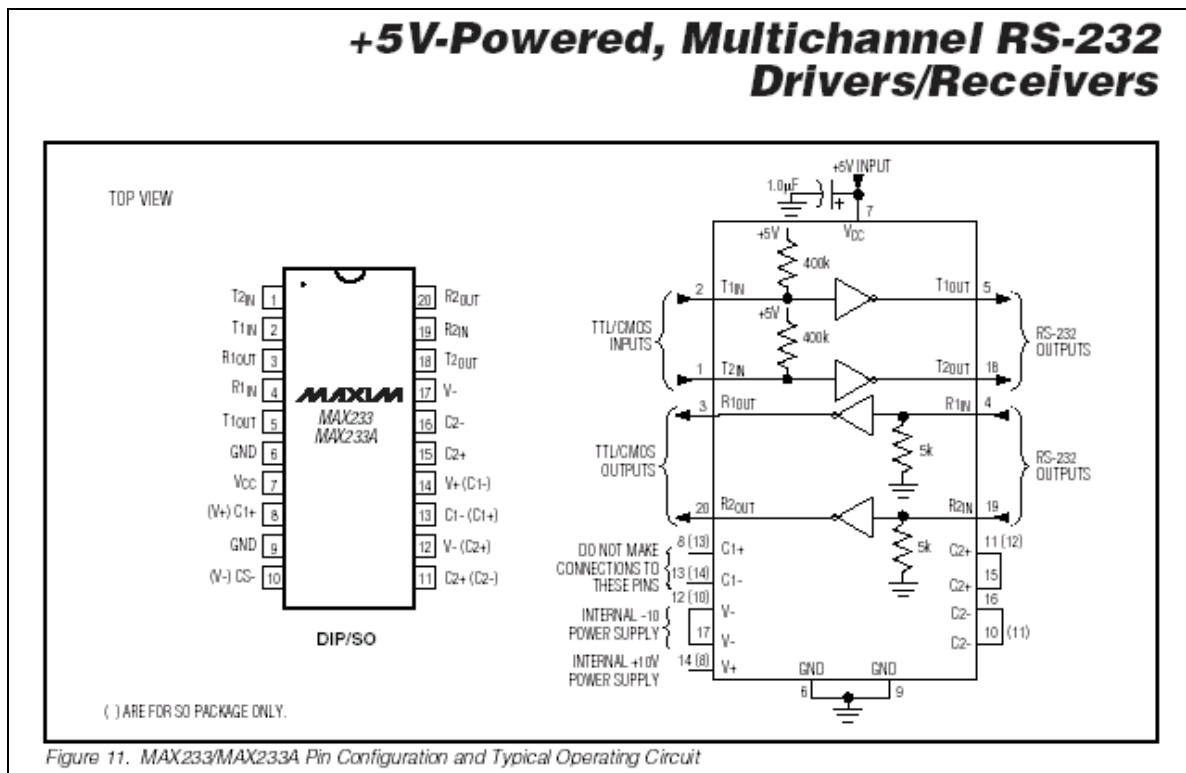 +5V-Powered, Multichannel RS-232
Drivers/Receivers
TOP VIEW
T2IN 1
T1IN 2
R1OUT 3
R1IN 4
T1OUT 5
GND 6
VCC 7
(V+) C1+ 8
GND 9
(V-) CS- 10
20 R2OUT
19 R2IN
18 T2OUT
17 V-
16 C2-
15 C2+
14 V+ (C1-)
13 C1- (C1+)
12 V- (C2+)
11 C2+ (C2-)
MAXIM
MAX233
MAX233A
DIP/SO
( ) ARE FOR SO PACKAGE ONLY.
+5V INPUT
1.0µF
+
7
VCC
+5V
400k
2 T1IN
T1OUT 5
+5V
400k
TTL/CMOS
INPUTS
RS-232
OUTPUTS
1 T2IN
T2OUT 18
3 R1OUT
R1IN 4
5k
TTL/CMOS
OUTPUTS
RS-232
OUTPUTS
20 R2OUT
R2IN 19
5k
DO NOT MAKE
CONNECTIONS TO
THESE PINS
8 (13) C1+
13 (14) C1-
INTERNAL -10
POWER SUPPLY
12 (10) V-
17 V-
INTERNAL +10V
POWER SUPPLY
14 (8) V+
C2+ 11 (12)
C2+ 15
C2- 16
C2- 10 (11)
GND GND
6 9
Figure 11. MAX233/MAX233A Pin Configuration and Typical Operating Circuit